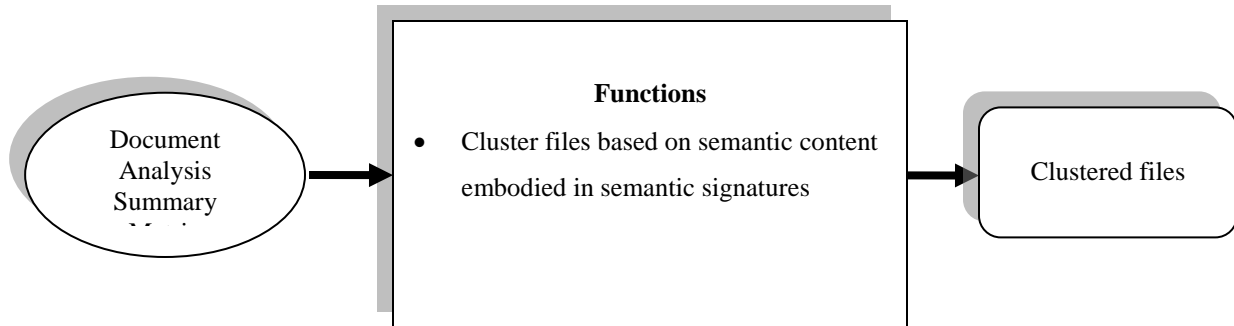 Document
Analysis
Summary
Functions
• Cluster files based on semantic content
embodied in semantic signatures
Clustered files